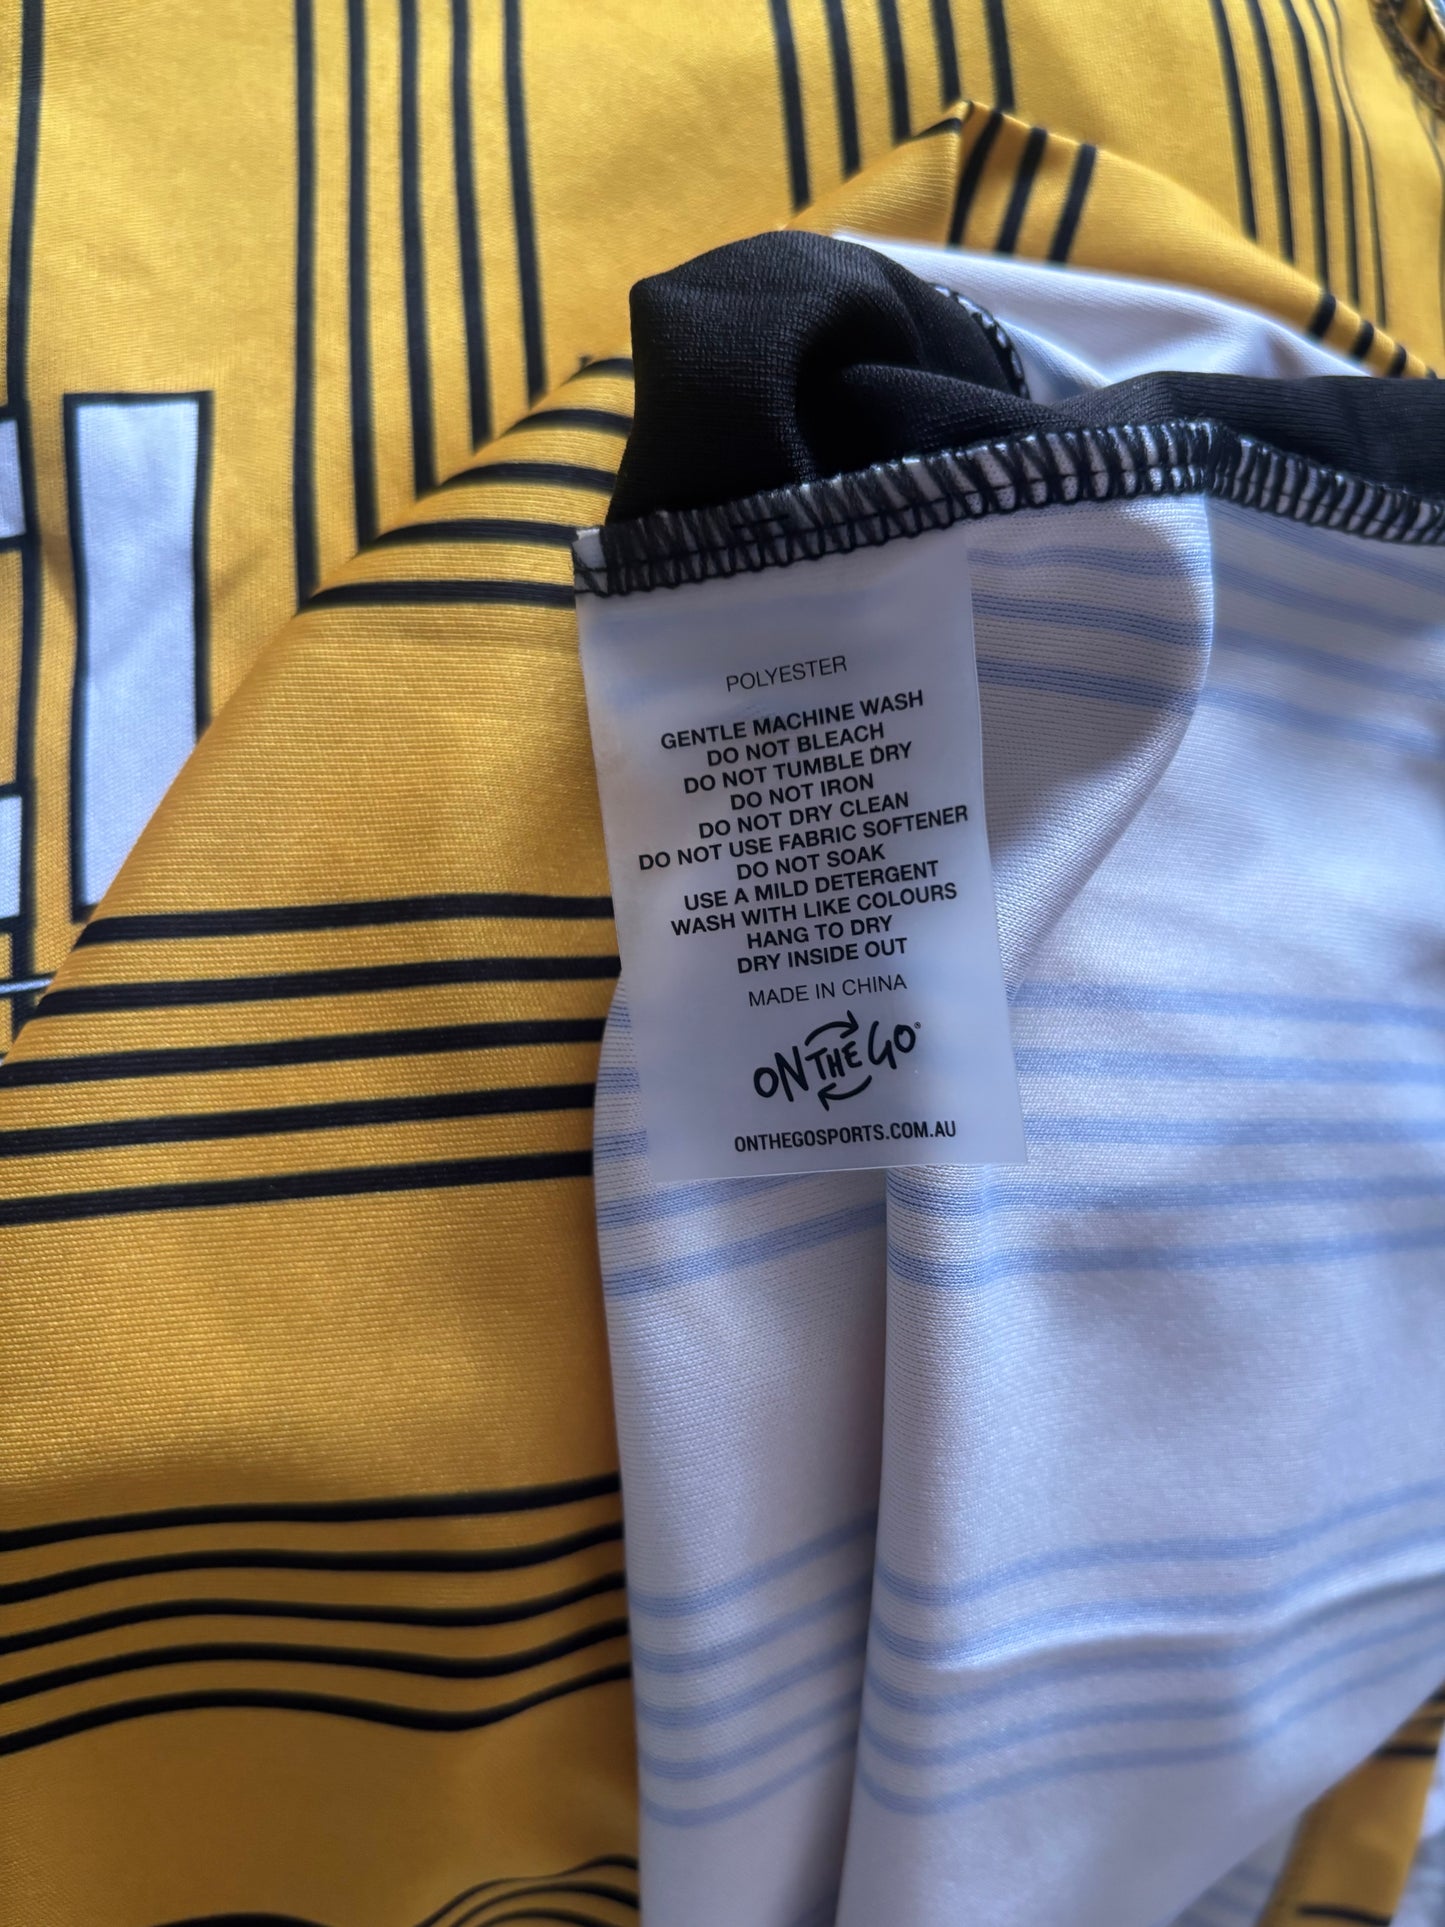 POLYESTER
GENTLE MACHINE WASH
DO NOT BLEACH
DO NOT TUMBLE DRY
DO NOT IRON
DO NOT DRY CLEAN
DO NOT USE FABRIC SOFTENER
DO NOT SOAK
USE A MILD DETERGENT
WASH WITH LIKE COLOURS
HANG TO DRY
DRY INSIDE OUT
MADE IN CHINA
ON THE GO®
ONTHEGOSPORTS.COM.AU